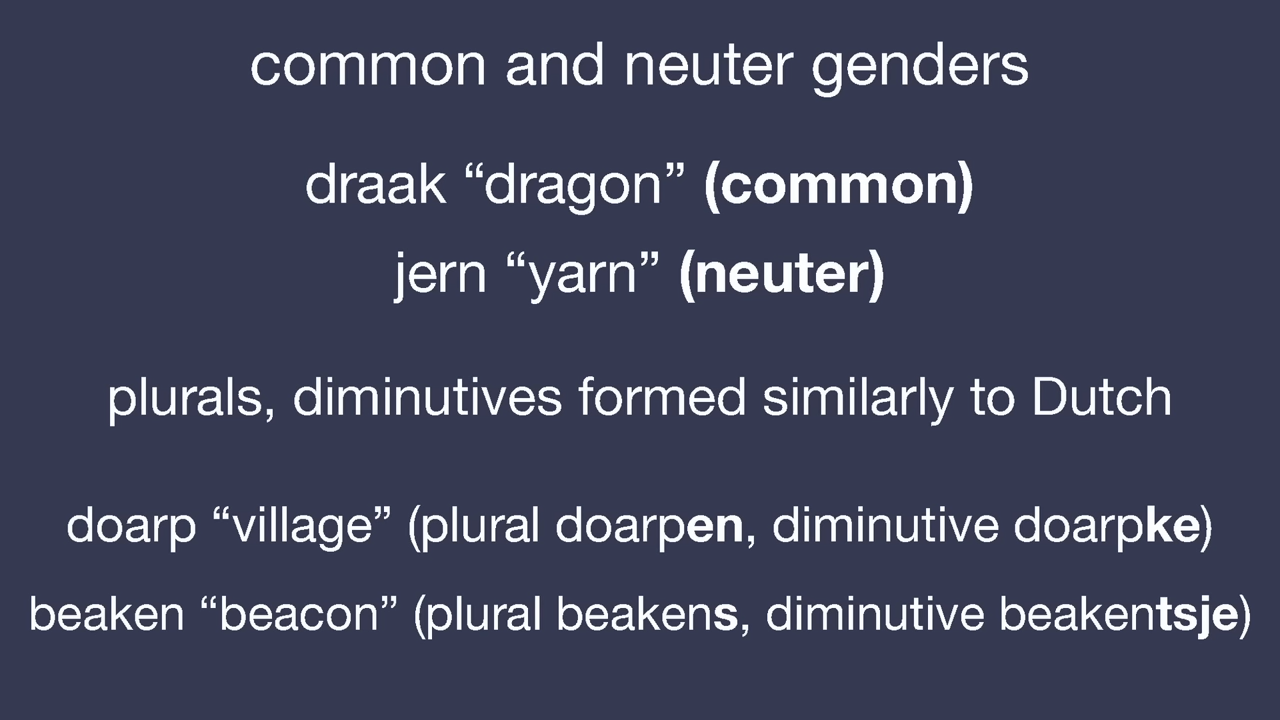 common and neuter genders
draak “dragon” (common)
jern “yarn” (neuter)
plurals, diminutives formed similarly to Dutch
doarp “village” (plural doarpen, diminutive doarpke)
beaken “beacon” (plural beakens, diminutive beakentsje)